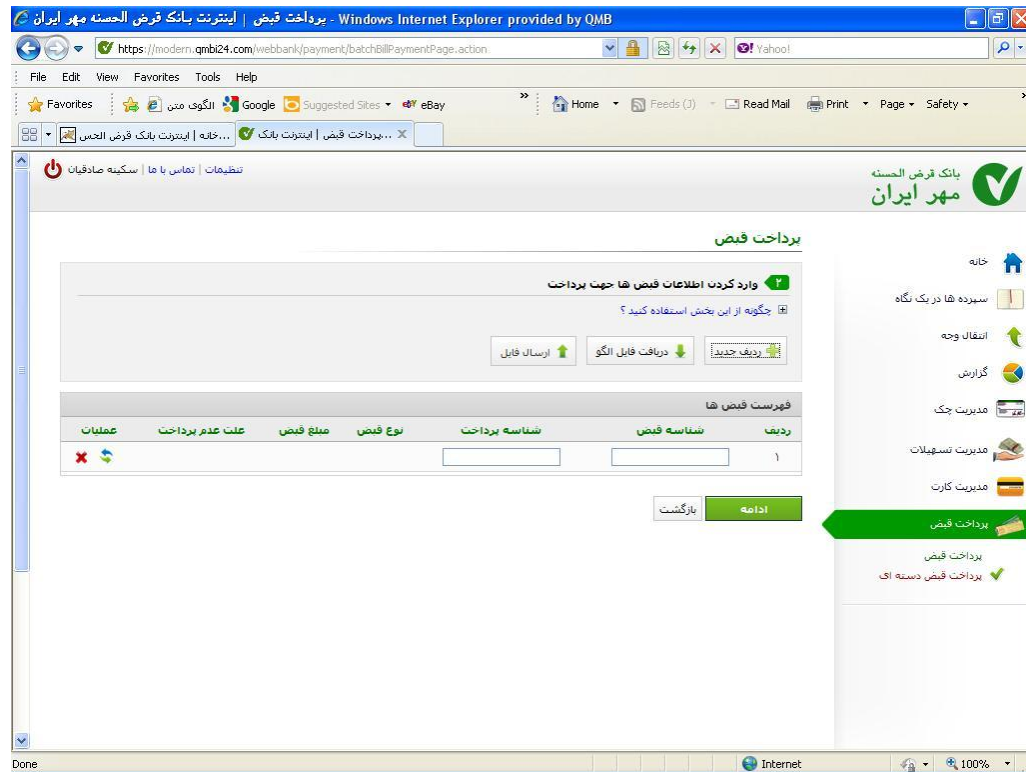 پرداخت قبض | اینترنت بانک قرض الحسنه مهر ایران - Windows Internet Explorer provided by QMB
https://modern.qmbi24.com/webbank/payment/batchBillPaymentPage.action
Yahoo!
File Edit View Favorites Tools Help
Favorites الگوی متن Google Suggested Sites eBay » Home Feeds (J) Read Mail Print Page Safety »
خانه | اینترنت بانک قرض الحس... پرداخت قبض | اینترنت بانک... X
بانک قرض الحسنه
مهر ایران
تنظیمات | تماس با ما | سکینه صادقیان
پرداخت قبض
۲ وارد کردن اطلاعات قبض ها جهت پرداخت
چگونه از این بخش استفاده کنید ؟
ردیف جدید دریافت فایل الگو ارسال فایل
فهرست قبض ها
ردیف شناسه قبض شناسه پرداخت نوع قبض مبلغ قبض علت عدم پرداخت عملیات
۱
ادامه بازگشت
خانه
سپرده ها در یک نگاه
انتقال وجه
گزارش
مدیریت چک
مدیریت تسهیلات
مدیریت کارت
پرداخت قبض
پرداخت قبض
پرداخت قبض دسته ای
Done Internet 100%